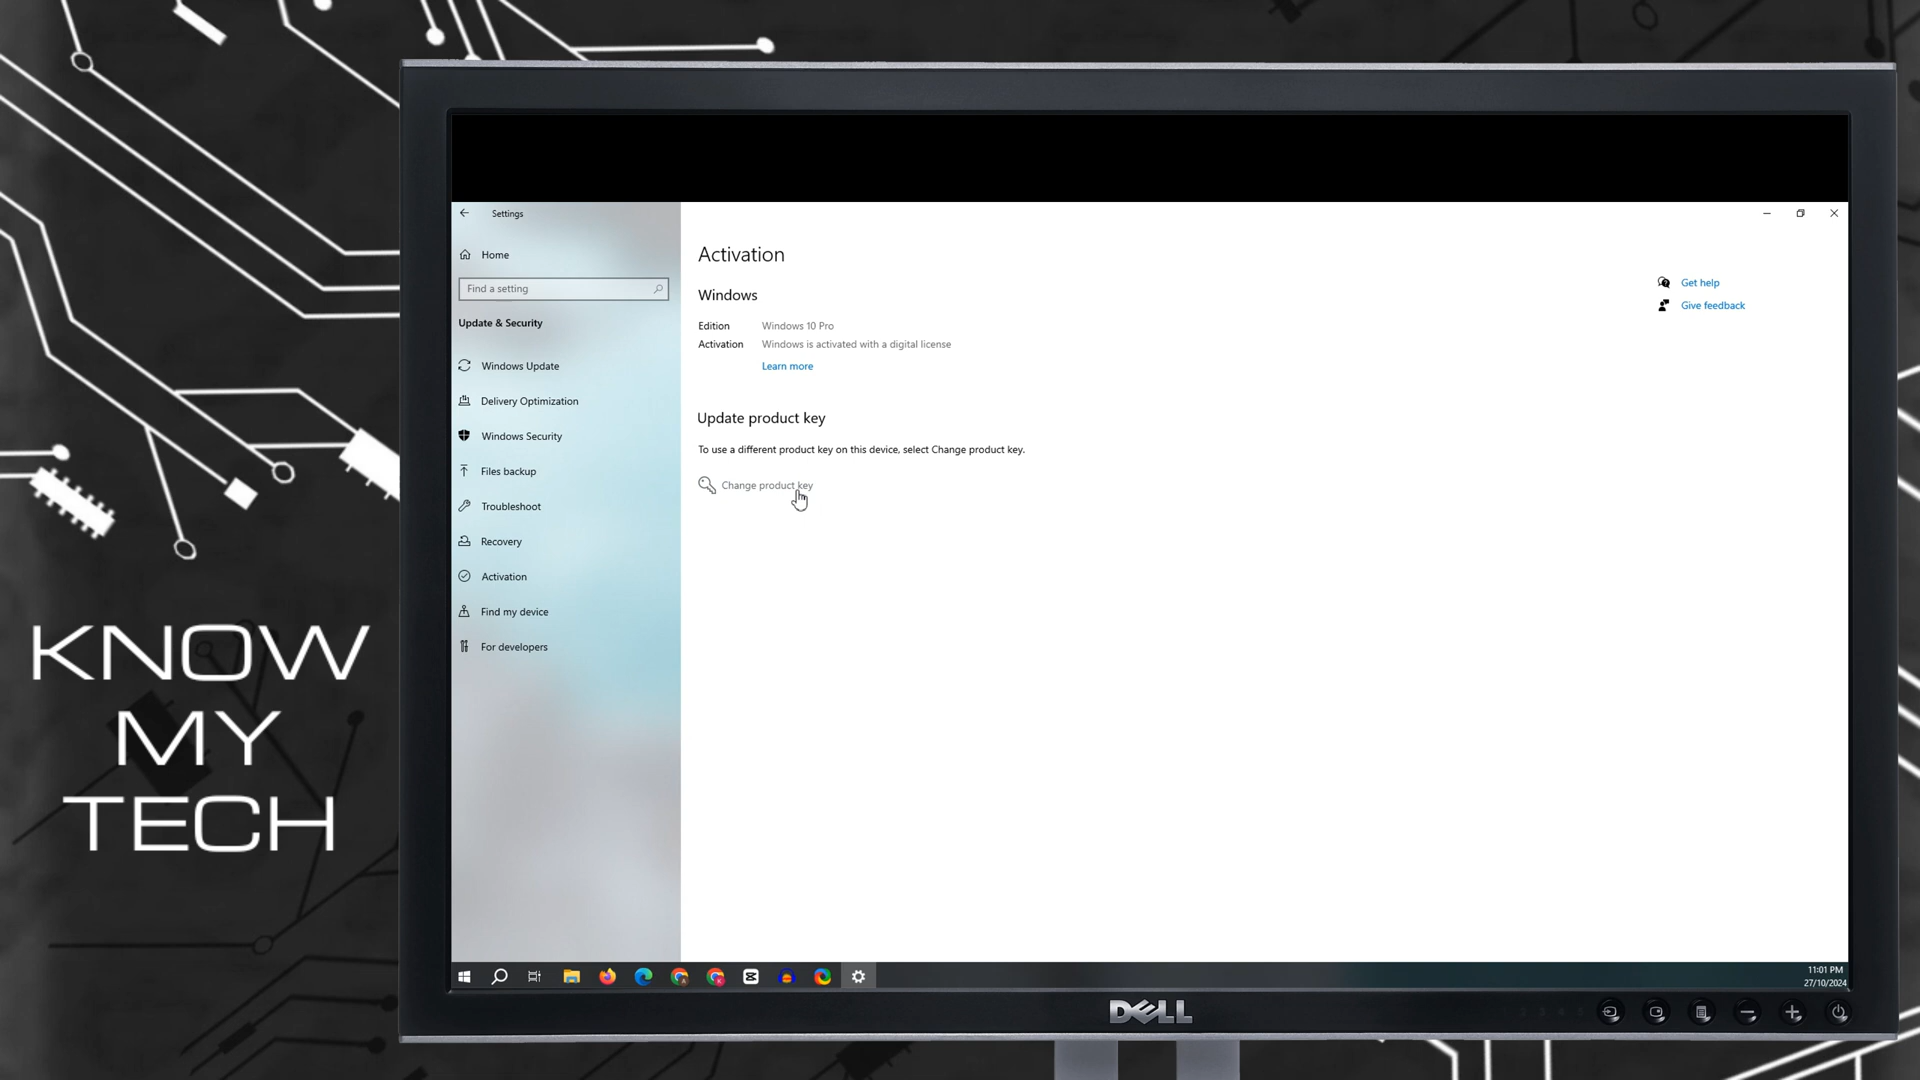 KNOW
MY
TECH
Settings
Home
Find a setting
Update & Security
Windows Update
Delivery Optimization
Windows Security
Files backup
Troubleshoot
Recovery
Activation
Find my device
For developers
Activation
Windows
Edition Windows 10 Pro
Activation Windows is activated with a digital license
Learn more
Update product key
To use a different product key on this device, select Change product key.
Change product key
Get help
Give feedback
11:01 PM
27/10/2024
DELL